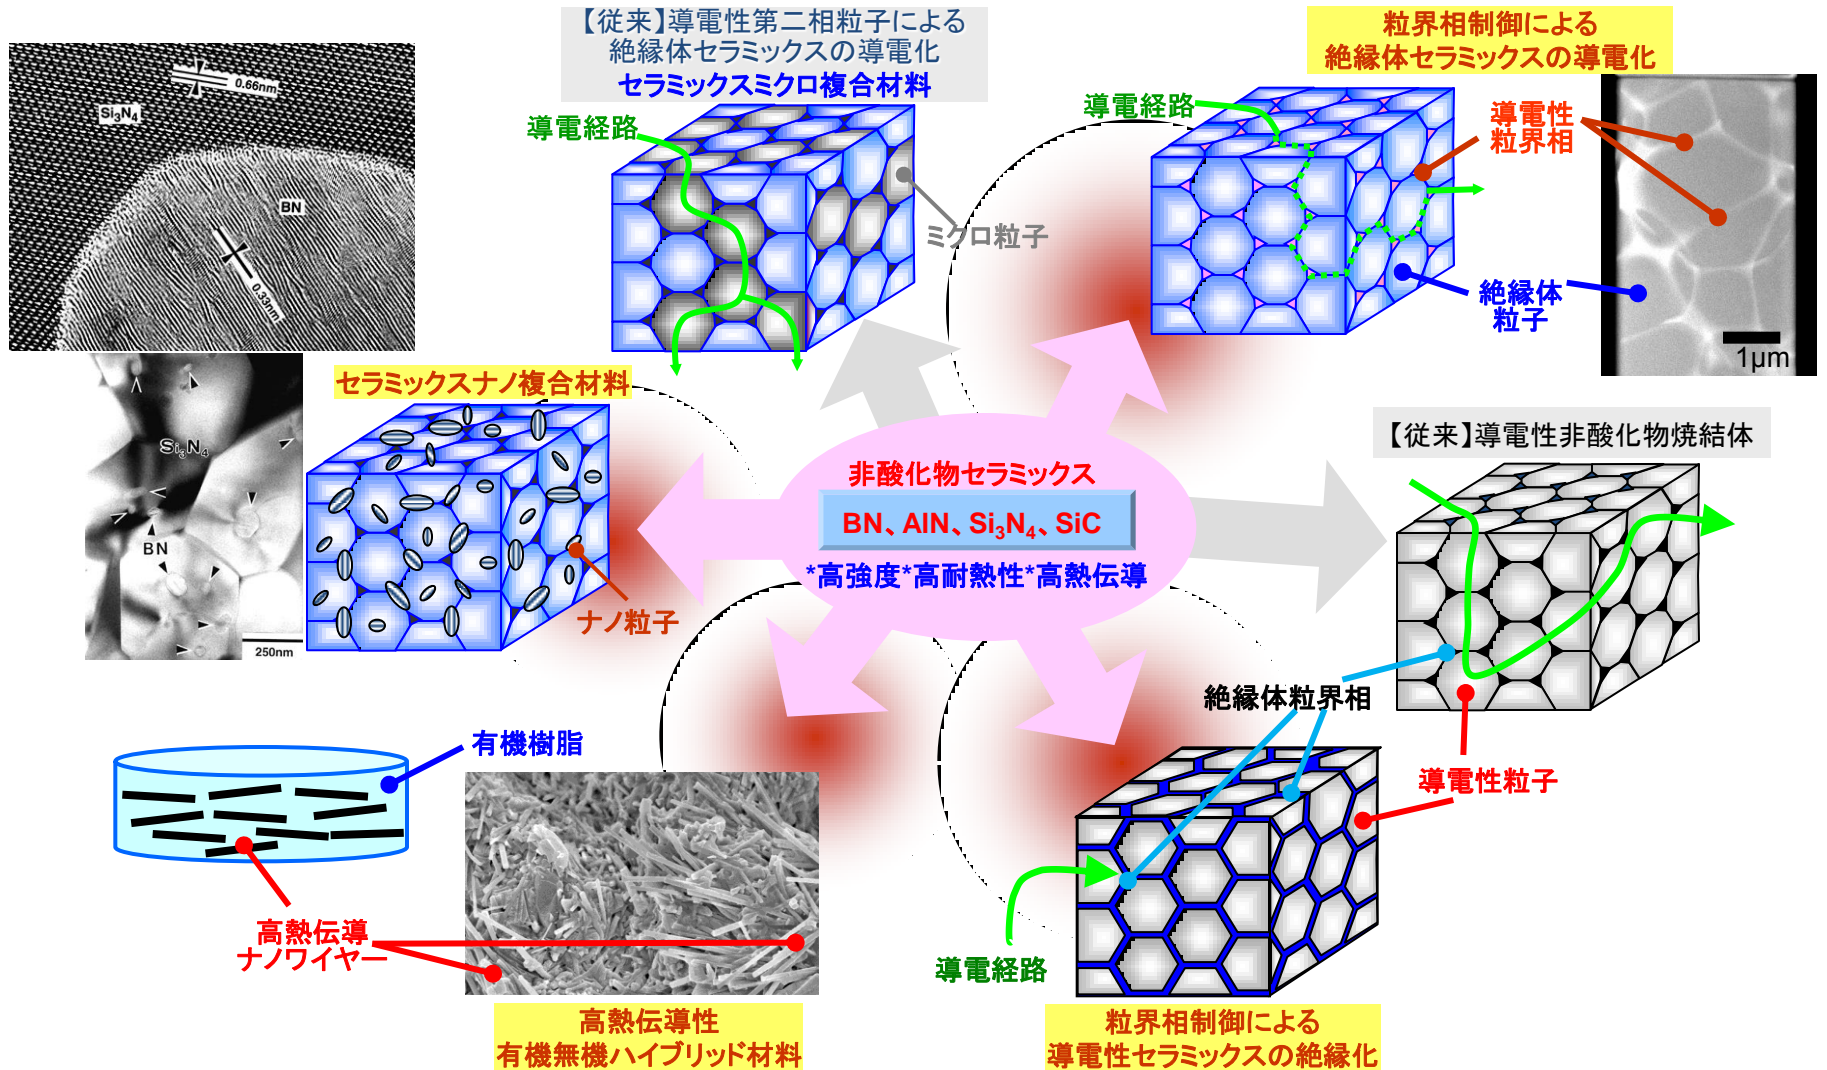 【従来】導電性第二相粒子による
絶縁体セラミックスの導電化
セラミックスミクロ複合材料
導電経路
ミクロ粒子
粒界相制御による
絶縁体セラミックスの導電化
導電経路
導電性
粒界相
絶縁体
粒子
1μm
0.66nm
Si3N4
BN
0.33nm
セラミックスナノ複合材料
Si3N4
BN
250nm
ナノ粒子
非酸化物セラミックス
BN、AlN、Si3N4、SiC
*高強度*高耐熱性*高熱伝導
【従来】導電性非酸化物焼結体
絶縁体粒界相
導電性粒子
有機樹脂
高熱伝導
ナノワイヤー
高熱伝導性
有機無機ハイブリッド材料
導電経路
粒界相制御による
導電性セラミックスの絶縁化